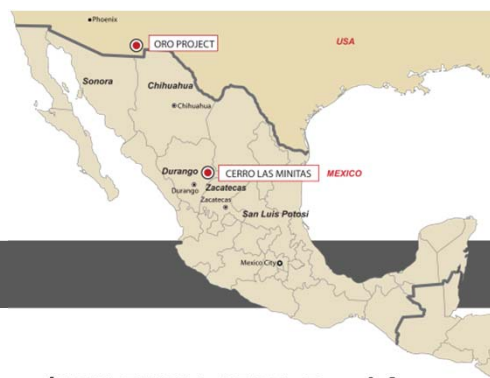 Phoenix
ORO PROJECT
USA
Sonora
Chihuahua
Chihuahua
Durango
CERRO LAS MINITAS
MEXICO
Durango
Zacatecas
Zacatecas
San Luis Potosi
Mexico City